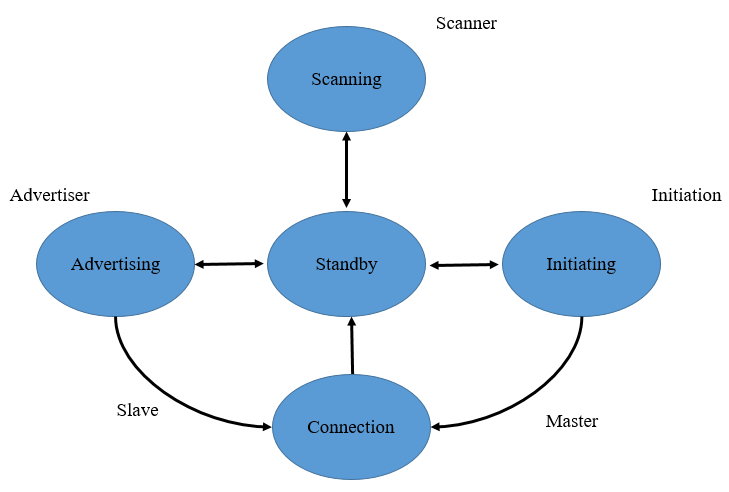 Scanner
Scanning
Advertiser
Initiation
Advertising
Standby
Initiating
Slave
Master
Connection